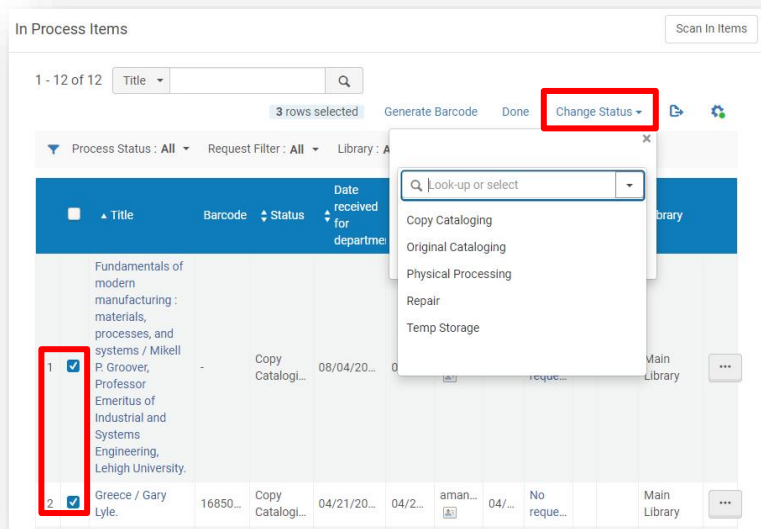 In Process Items
Scan In Items
1 - 12 of 12
Title
3 rows selected
Generate Barcode
Done
Change Status
Process Status : All
Request Filter : All
Library :
Look-up or select
Copy Cataloging
Original Cataloging
Physical Processing
Repair
Temp Storage
Title
Barcode
Status
Date
received
for
departme
brary
1
Fundamentals of
modern
manufacturing :
materials,
processes, and
systems / Mikell
P. Groover,
Professor
Emeritus of
Industrial and
Systems
Engineering,
Lehigh University.
-
Copy
Catalogi...
08/04/20...
0
reque...
Main
Library
2
Greece / Gary
Lyle.
16850...
Copy
Catalogi...
04/21/20...
04/2...
aman...
04/...
No
reque...
Main
Library